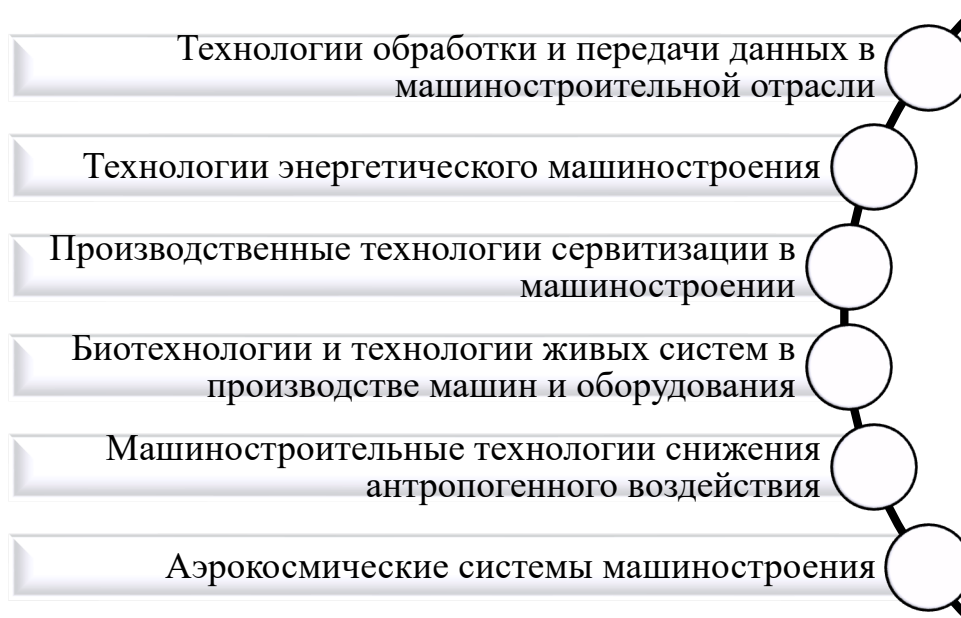 Технологии обработки и передачи данных в
машиностроительной отрасли
Технологии энергетического машиностроения
Производственные технологии сервитизации в
машиностроении
Биотехнологии и технологии живых систем в
производстве машин и оборудования
Машиностроительные технологии снижения
антропогенного воздействия
Аэрокосмические системы машиностроения